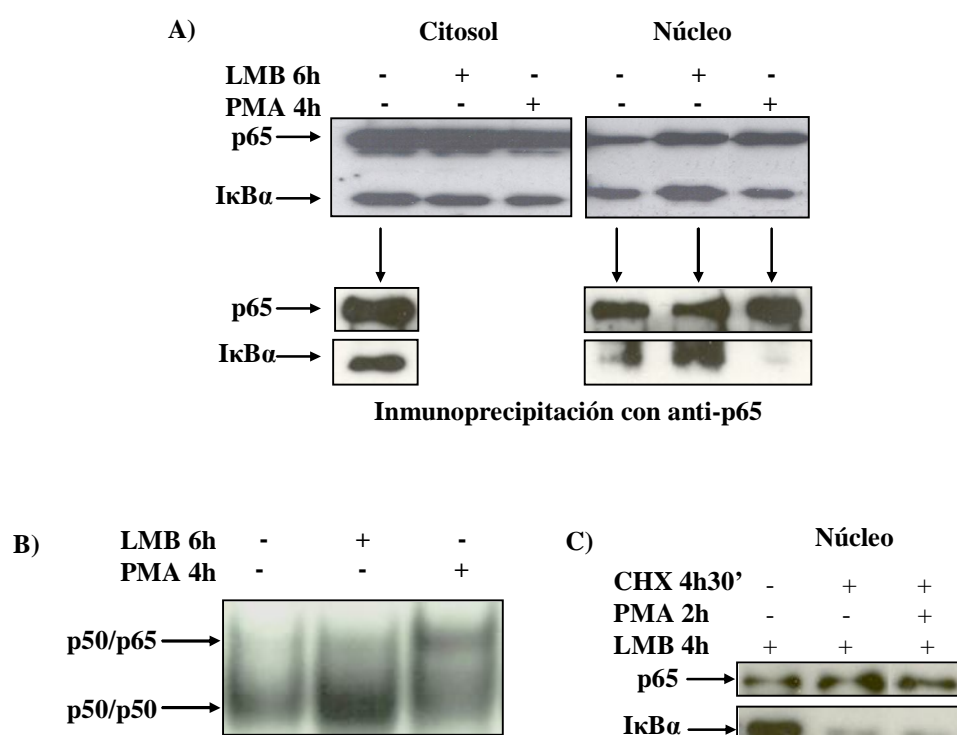 A)
Citosol Núcleo
LMB 6h - + - - + -
PMA 4h - - + - - +
p65
IκBα
p65
IκBα
Inmunoprecipitación con anti-p65
B)
LMB 6h - + -
PMA 4h - - +
p50/p65
p50/p50
C)
Núcleo
CHX 4h30’ - + +
PMA 2h - - +
LMB 4h + + +
p65
IκBα